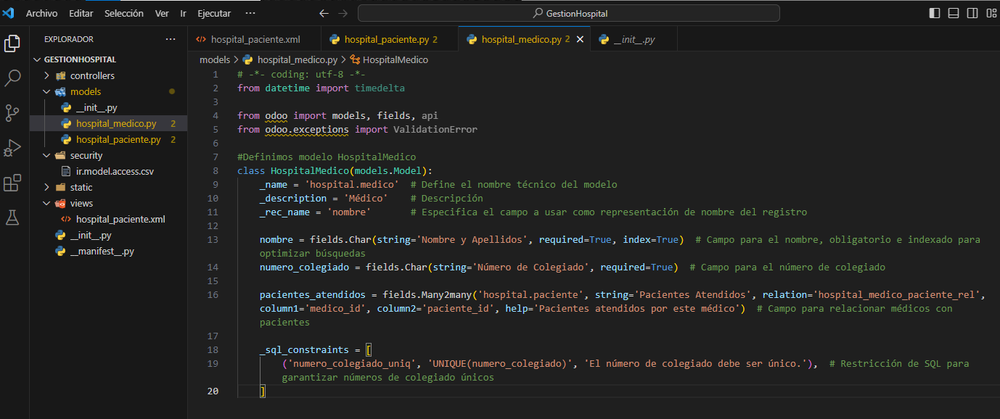 Archivo Editar Selección Ver Ir Ejecutar ··· ← → GestionHospital
EXPLORADOR ···
GESTIONHOSPITAL
controllers
models
__init__.py
hospital_medico.py 2
hospital_paciente.py 2
security
ir.model.access.csv
static
views
hospital_paciente.xml
__init__.py
__manifest__.py
hospital_paciente.xml hospital_paciente.py 2 hospital_medico.py 2 × __init__.py
models > hospital_medico.py > HospitalMedico
1 # -*- coding: utf-8 -*-
2 from datetime import timedelta
3
4 from odoo import models, fields, api
5 from odoo.exceptions import ValidationError
6
7 #Definimos modelo HospitalMedico
8 class HospitalMedico(models.Model):
9 _name = 'hospital.medico' # Define el nombre técnico del modelo
10 _description = 'Médico' # Descripción
11 _rec_name = 'nombre' # Especifica el campo a usar como representación de nombre del registro
12
13 nombre = fields.Char(string='Nombre y Apellidos', required=True, index=True) # Campo para el nombre, obligatorio e indexado para
optimizar búsquedas
14 numero_colegiado = fields.Char(string='Número de Colegiado', required=True) # Campo para el número de colegiado
15
16 pacientes_atendidos = fields.Many2many('hospital.paciente', string='Pacientes Atendidos', relation='hospital_medico_paciente_rel',
column1='medico_id', column2='paciente_id', help='Pacientes atendidos por este médico') # Campo para relacionar médicos con
pacientes
17
18 _sql_constraints = [
19 ('numero_colegiado_uniq', 'UNIQUE(numero_colegiado)', 'El número de colegiado debe ser único.'), # Restricción de SQL para
garantizar números de colegiado únicos
20 ]